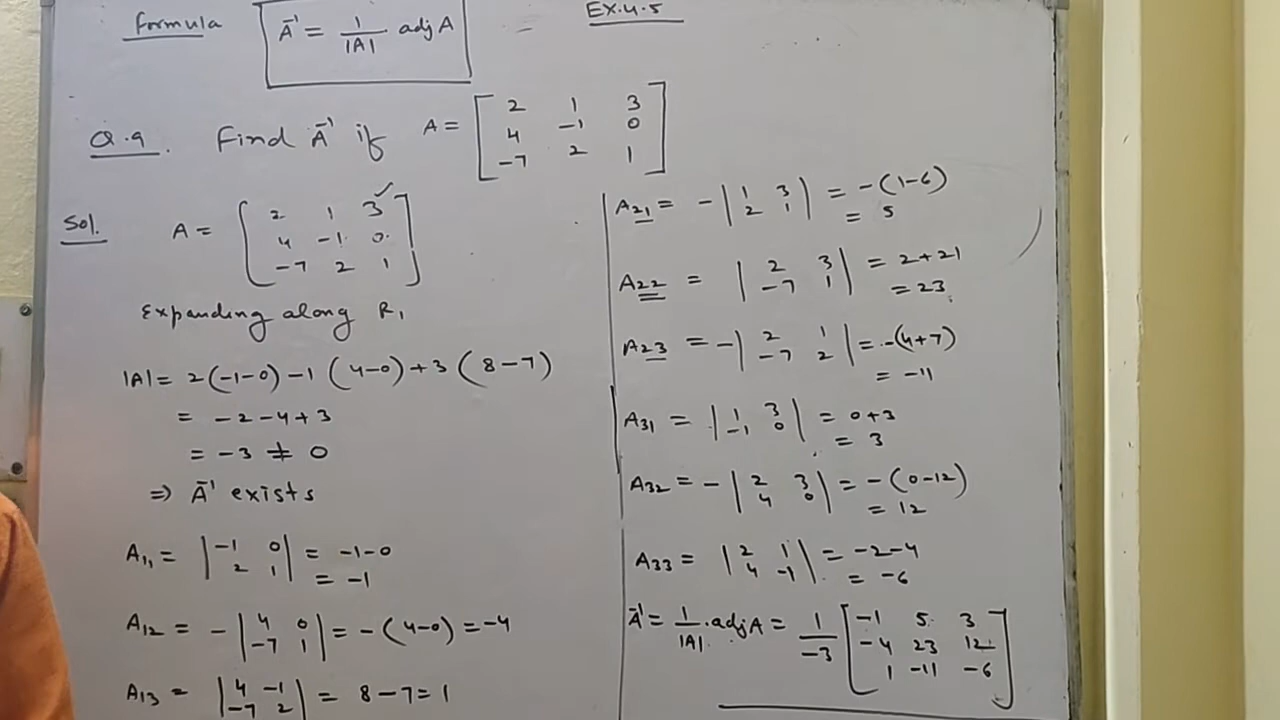 Formula A⁻¹ = 1/|A| adj A = EX.4.5
Q.9. Find A⁻¹ if A = [2 1 3
4 -1 0
-7 2 1]
Sol. A = [2 1 3 ✓
4 -1 0
-7 2 1]
Expanding along R₁
|A| = 2(-1-0) -1 (4-0) +3 (8-7)
= -2-4+3
= -3 ≠ 0
⇒ A⁻¹ exists
A₁₁ = |-1 0
2 1| = -1-0
= -1
A₁₂ = - |4 0
-7 1| = -(4-0) = -4
A₁₃ = |4 -1
-7 2| = 8-7=1
A₂₁ = - |1 3
2 1| = -(1-6)
= 5
A₂₂ = |2 3
-7 1| = 2+21
= 23
A₂₃ = - |2 1
-7 2| = -(4+7)
= -11
A₃₁ = |1 3
-1 0| = 0+3
= 3
A₃₂ = - |2 3
4 0| = -(0-12)
= 12
A₃₃ = |2 1
4 -1| = -2-4
= -6
A⁻¹ = 1/|A| . adj A = 1/-3 [-1 5 3
-4 23 12
1 -11 -6]